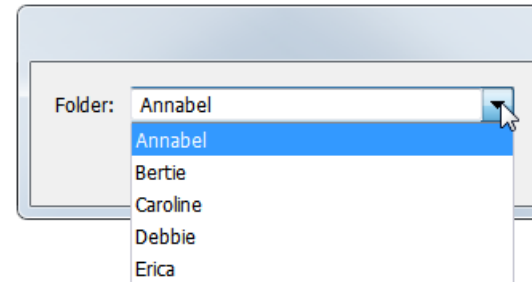 Folder: Annabel
Annabel
Bertie
Caroline
Debbie
Erica